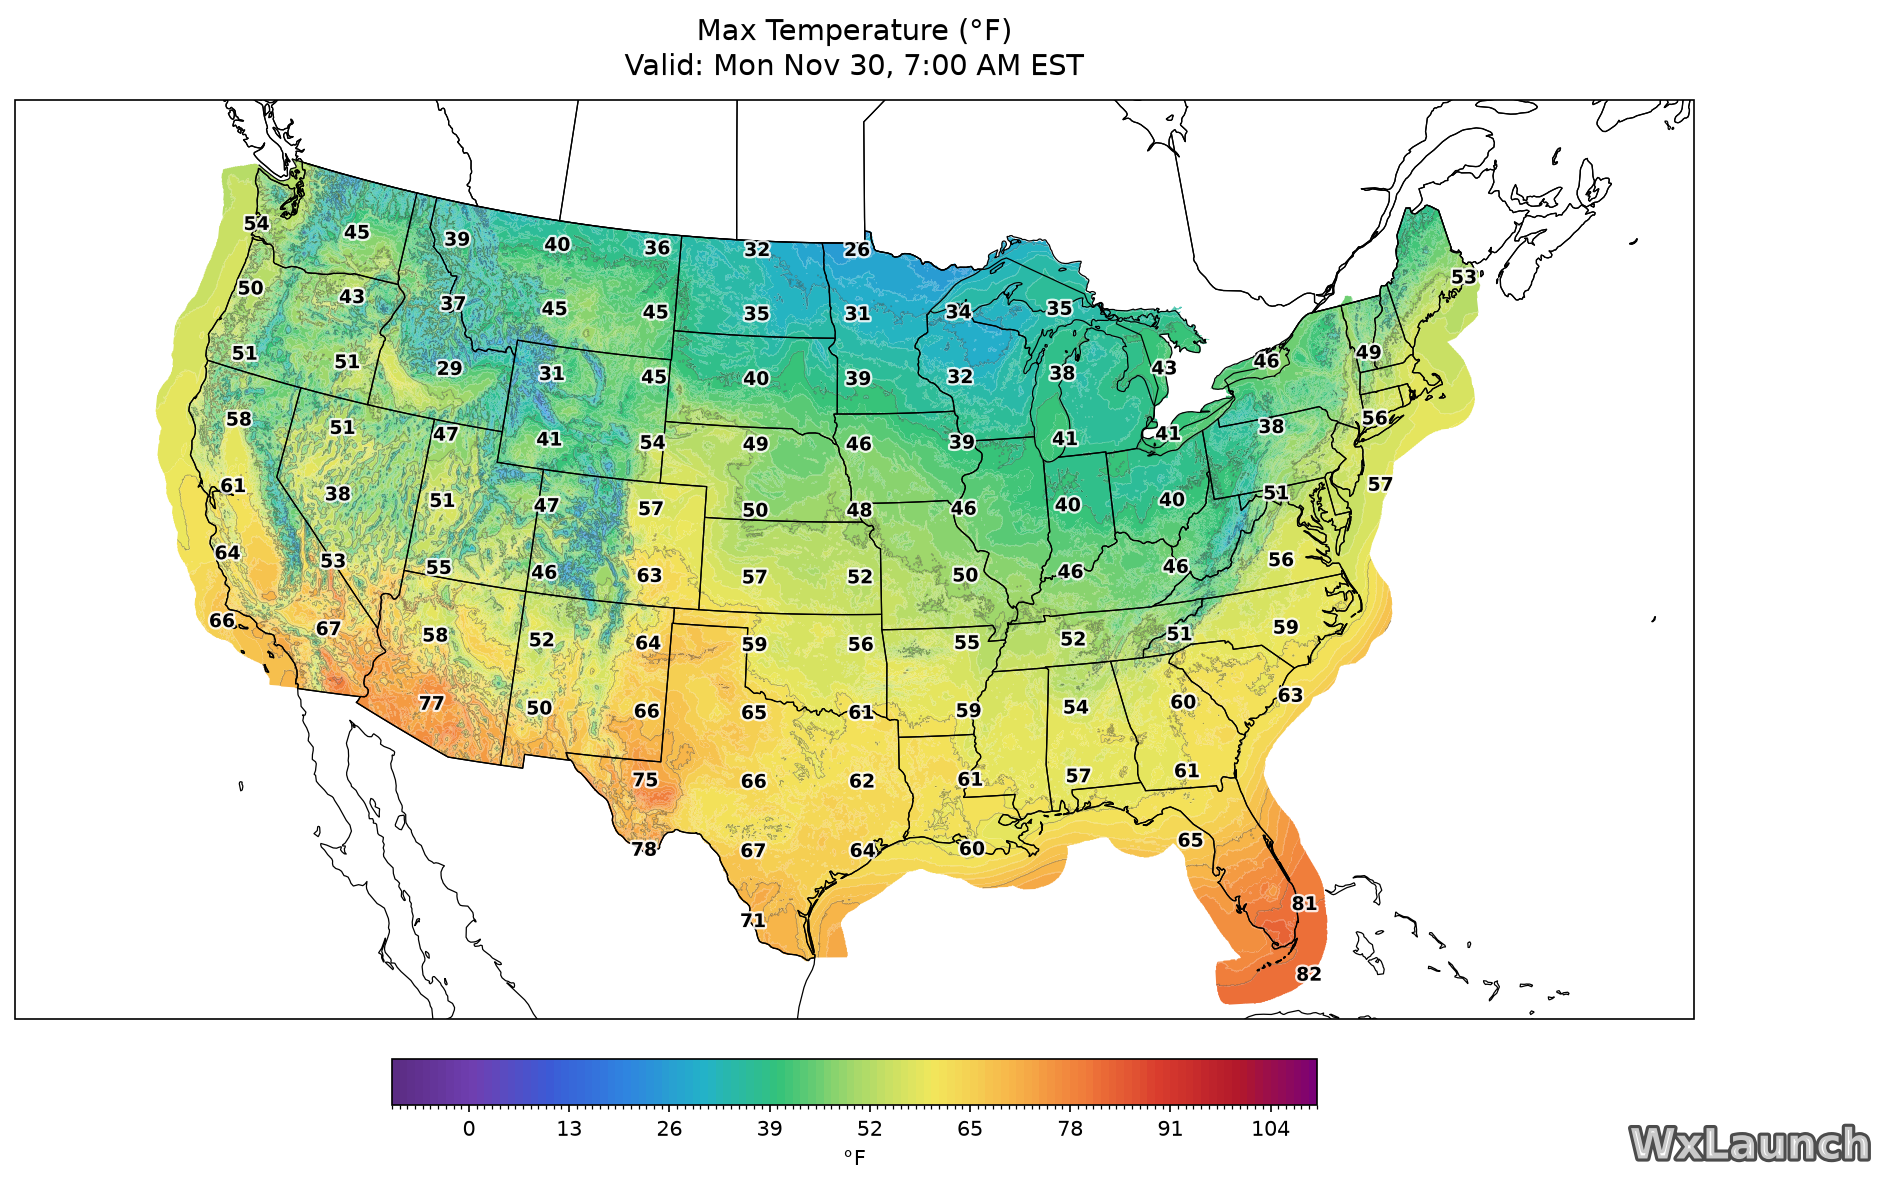 Max Temperature (°F)
Valid: Mon Nov 30, 7:00 AM EST
54 45 39 40 36 32 26 53
50 43 37 45 45 35 31 34 35
51 51 29 31 45 40 39 32 38 43 46 49
58 51 47 41 54 49 46 39 41 41 38 56
61 38 51 47 57 50 48 46 40 40 51 57
64 53 55 46 63 57 52 50 46 46 56
66 67 58 52 64 59 56 55 52 51 59
77 50 66 65 61 59 54 60 63
75 66 62 61 57 61
78 67 64 60 65
71 81
82
0 13 26 39 52 65 78 91 104
°F
WxLaunch